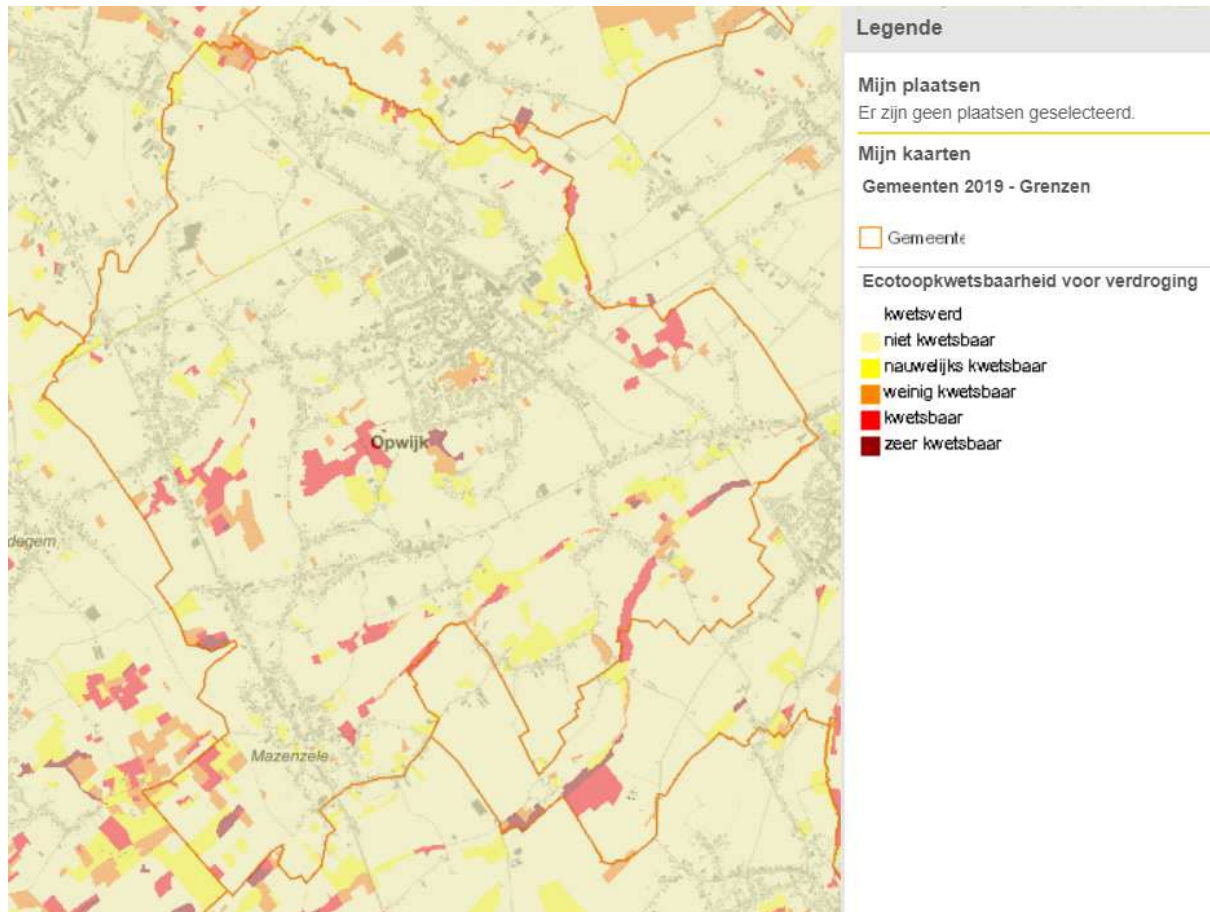 Legende
Mijn plaatsen
Er zijn geen plaatsen geselecteerd.
Mijn kaarten
Gemeenten 2019 - Grenzen
Gemeente
Ecotoopkwetsbaarheid voor verdroging
kwetsverd
niet kwetsbaar
nauwelijks kwetsbaar
weinig kwetsbaar
kwetsbaar
zeer kwetsbaar
Opwijk
degem
Mazenzele